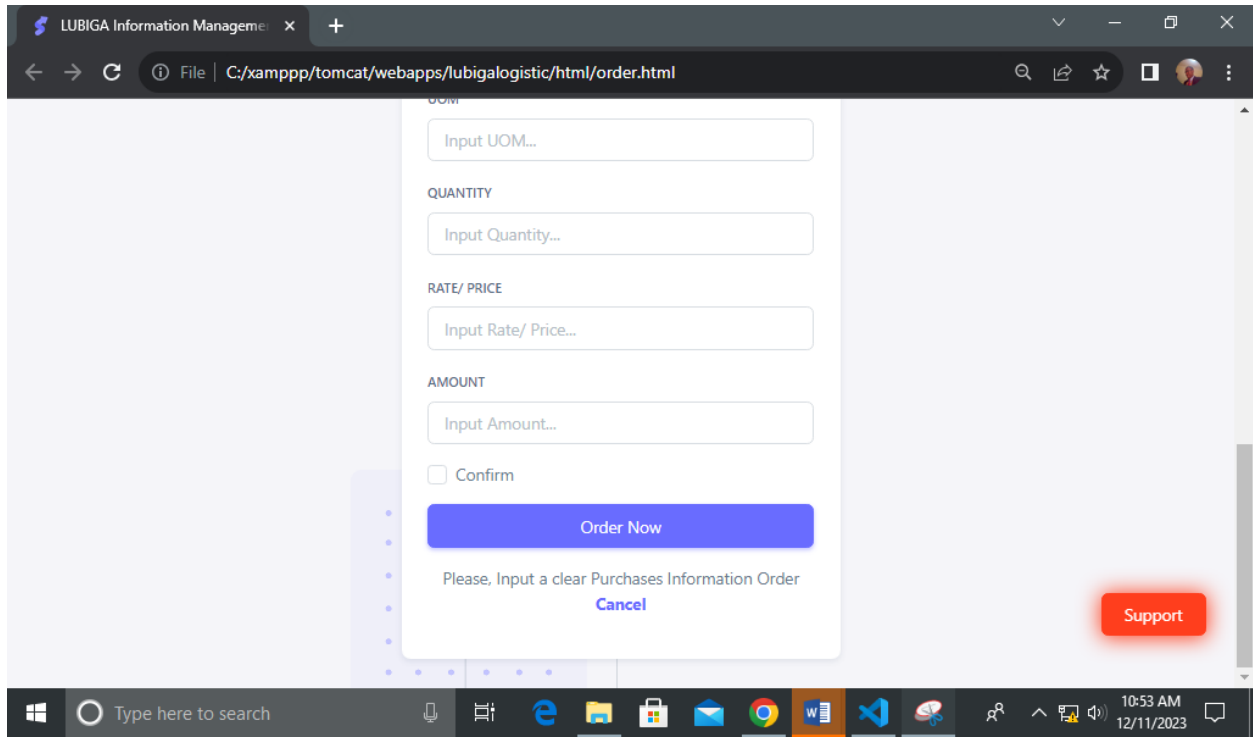 LUBIGA Information Managemer
File
C:/xamppp/tomcat/webapps/lubigalogistic/html/order.html
UOM
Input UOM...
QUANTITY
Input Quantity...
RATE/ PRICE
Input Rate/ Price...
AMOUNT
Input Amount...
Confirm
Order Now
Please, Input a clear Purchases Information Order
Cancel
Support
Type here to search
10:53 AM
12/11/2023